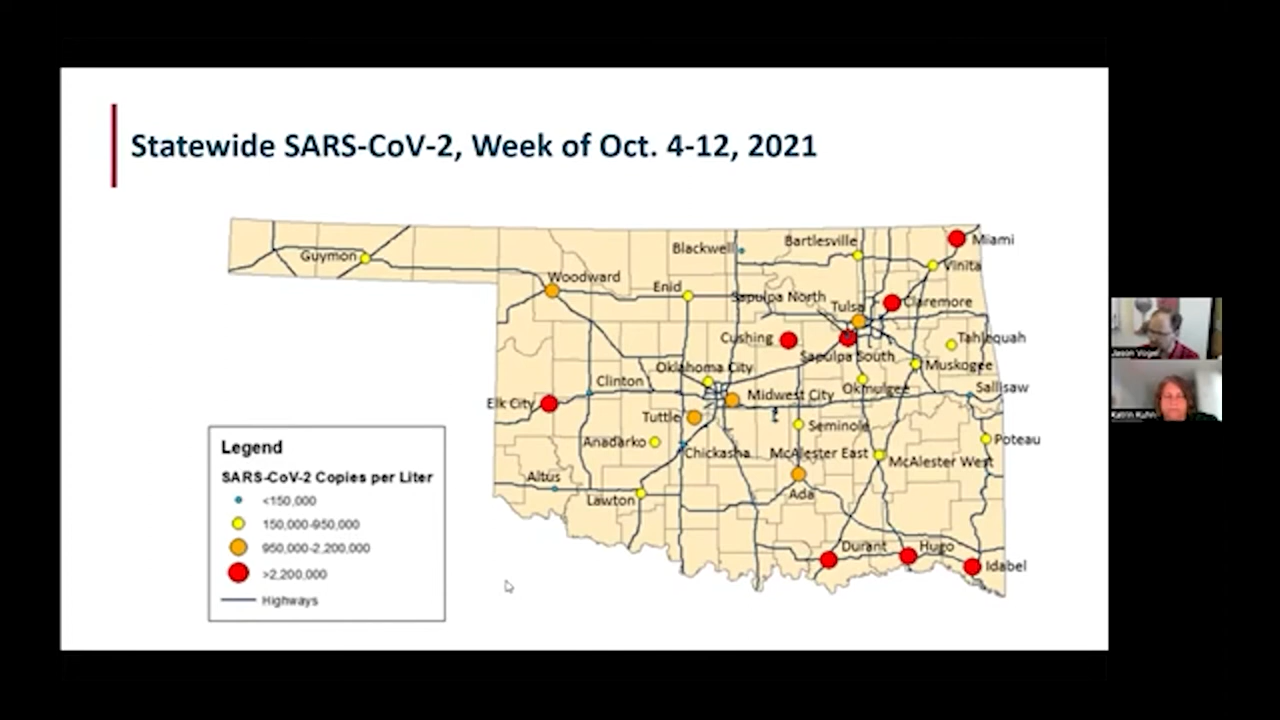 Statewide SARS-CoV-2, Week of Oct. 4-12, 2021
Blackwell
Bartlesville
Miami
Guymon
Vinita
Woodward
Enid
Sapulpa North
Tulsa
Claremore
Cushing
Sapulpa South
Tahlequah
Oklahoma City
Muskogee
Clinton
Okmulgee
Sallisaw
Elk City
Midwest City
Tuttle
Seminole
Anadarko
Chickasha
McAlester East
McAlester West
Poteau
Altus
Lawton
Ada
Durant
Hugo
Idabel
Legend
SARS-CoV-2 Copies per Liter
<150,000
150,000-950,000
950,000-2,200,000
>2,200,000
Highways
Jason Vogel
Katrin Kuhn